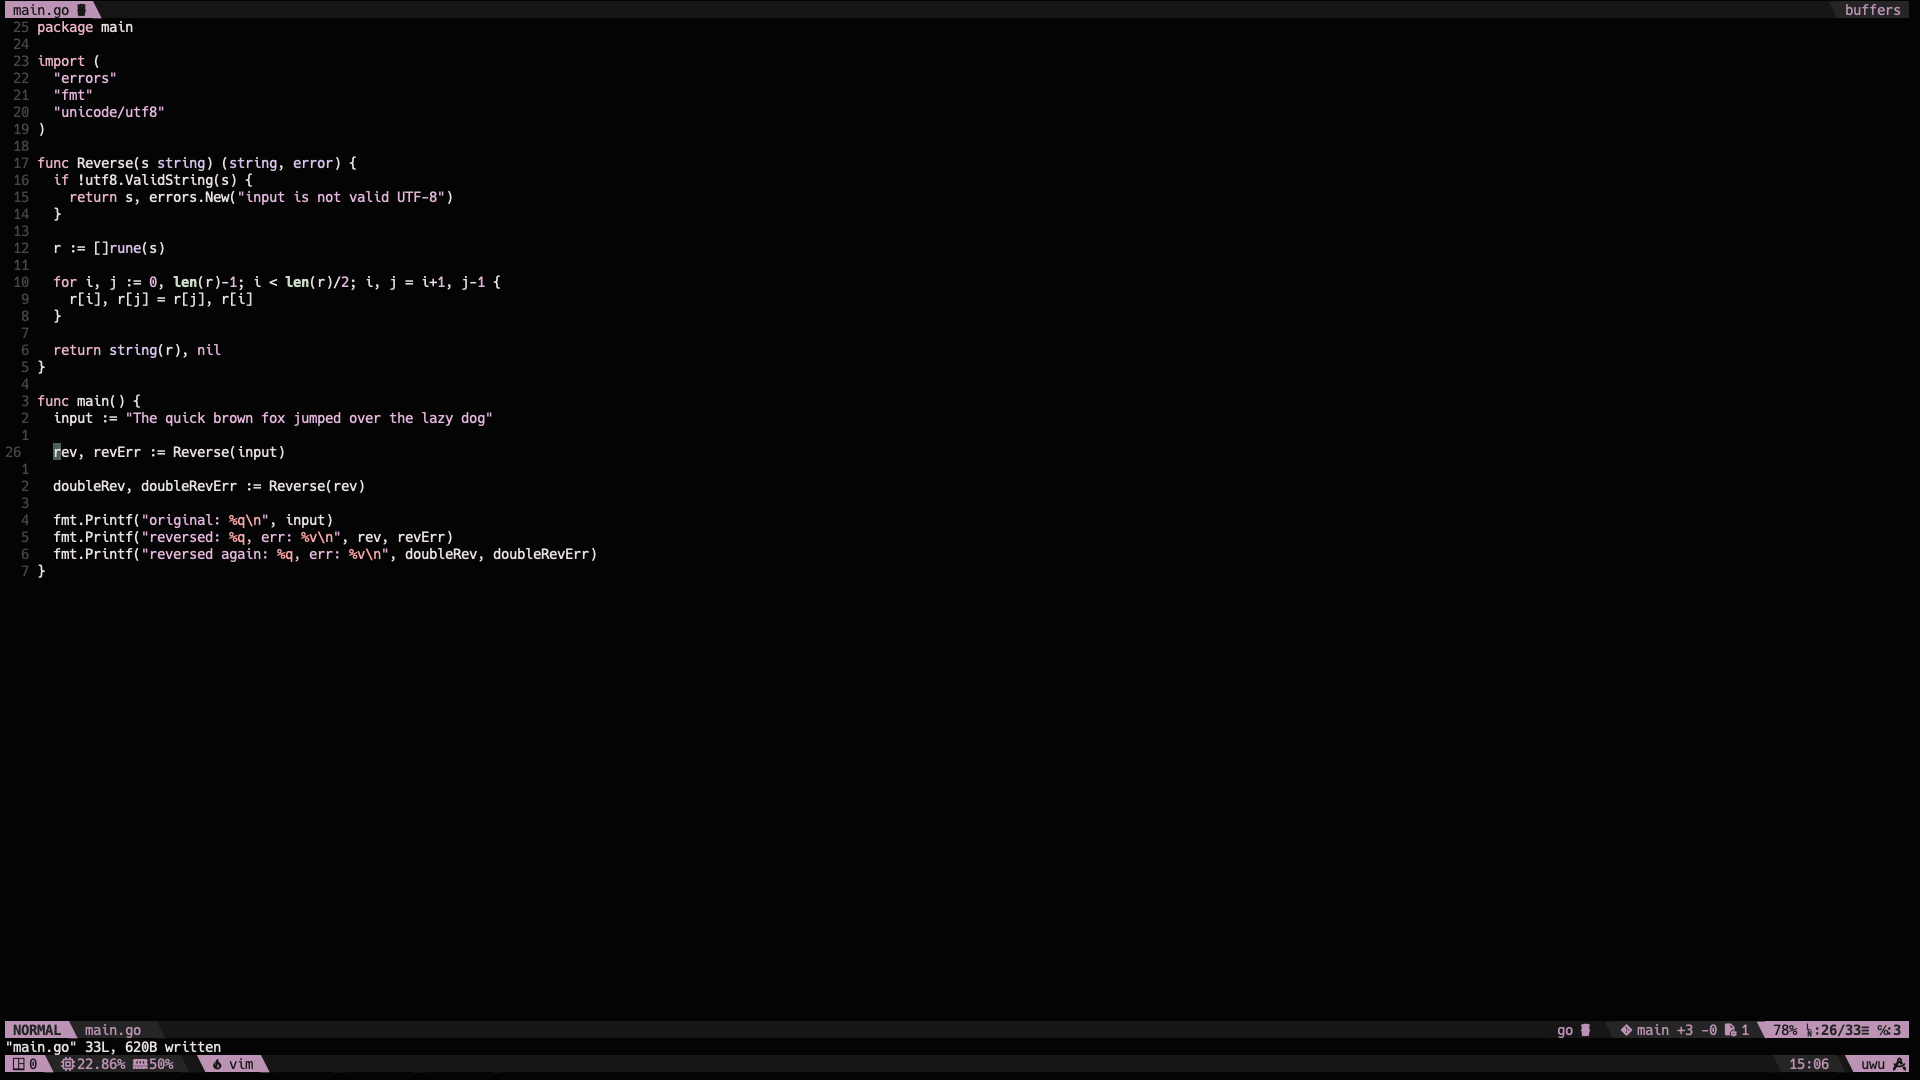 main.go buffers
25 package main
24
23 import (
22   "errors"
21   "fmt"
20   "unicode/utf8"
19 )
18
17 func Reverse(s string) (string, error) {
16   if !utf8.ValidString(s) {
15     return s, errors.New("input is not valid UTF-8")
14   }
13
12   r := []rune(s)
11
10   for i, j := 0, len(r)-1; i < len(r)/2; i, j = i+1, j-1 {
9     r[i], r[j] = r[j], r[i]
8   }
7
6   return string(r), nil
5 }
4
3 func main() {
2   input := "The quick brown fox jumped over the lazy dog"
1
26   rev, revErr := Reverse(input)
1
2   doubleRev, doubleRevErr := Reverse(rev)
3
4   fmt.Printf("original: %q\n", input)
5   fmt.Printf("reversed: %q, err: %v\n", rev, revErr)
6   fmt.Printf("reversed again: %q, err: %v\n", doubleRev, doubleRevErr)
7 }
NORMAL main.go go main +3 -0 1 78% :26/33≡ ℅:3
"main.go" 33L, 620B written
0 22.86% 50% vim 15:06 uwu